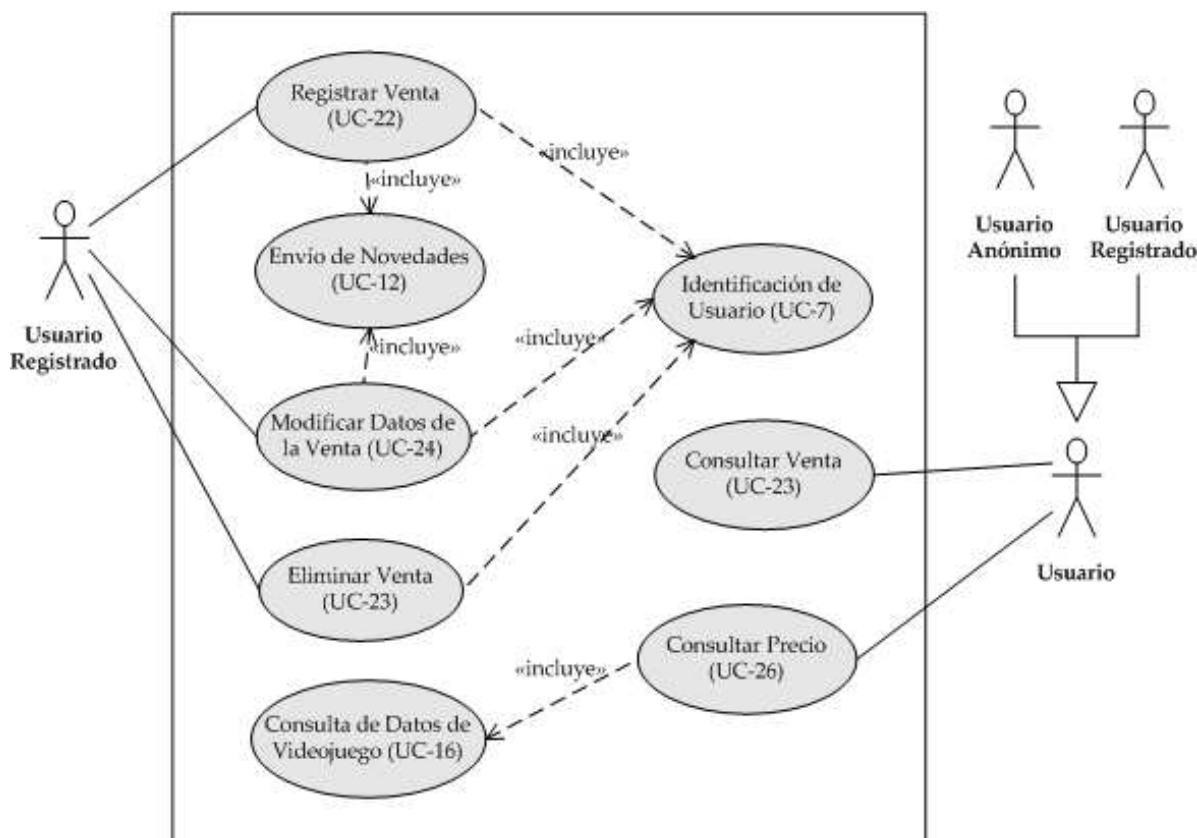 Registrar Venta
(UC-22)
«incluye»
«incluye»
Usuario
Anónimo
Usuario
Registrado
Envío de Novedades
(UC-12)
Identificación de
Usuario (UC-7)
Usuario
Registrado
«incluye»
«incluye»
Modificar Datos de
la Venta (UC-24)
«incluye»
Consultar Venta
(UC-23)
Eliminar Venta
(UC-23)
Usuario
Consultar Precio
(UC-26)
«incluye»
Consulta de Datos de
Videojuego (UC-16)